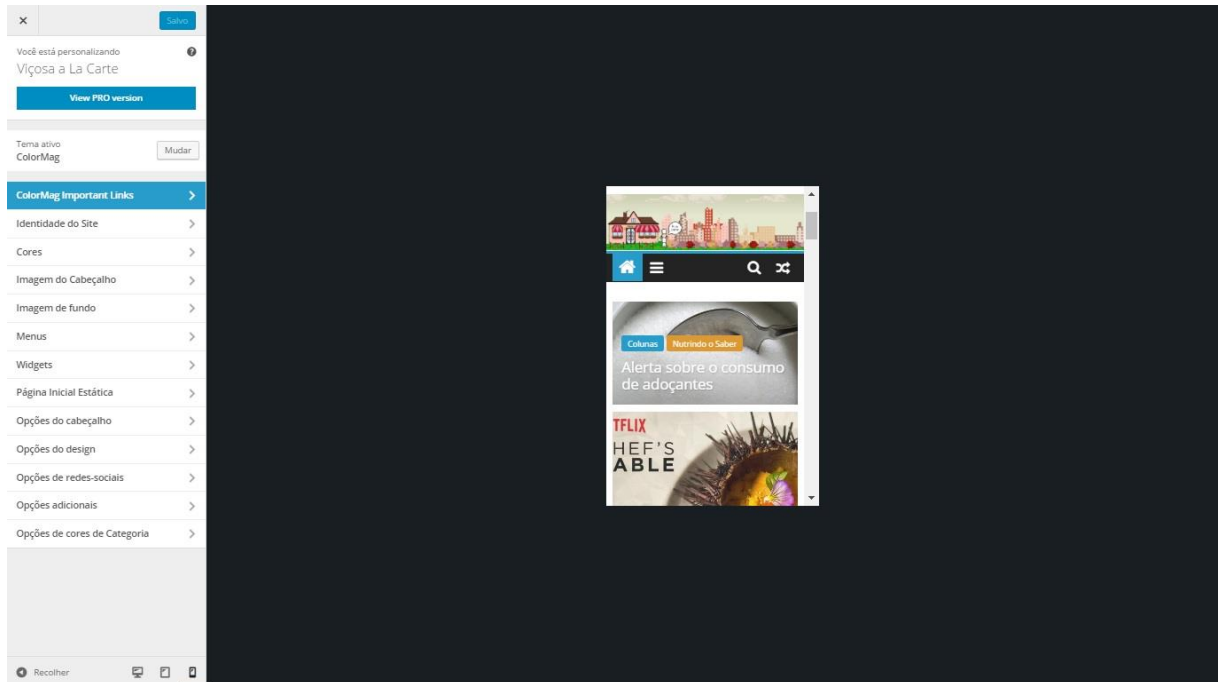 Salvo
Você está personalizando
Viçosa a La Carte
View PRO version
Tema ativo
ColorMag
Mudar
ColorMag Important Links
Identidade do Site
Cores
Imagem do Cabeçalho
Imagem de fundo
Menus
Widgets
Página Inicial Estática
Opções do cabeçalho
Opções do design
Opções de redes-sociais
Opções adicionais
Opções de cores de Categoria
Recolher
Colunas Nutrindo o Saber
Alerta sobre o consumo
de adoçantes
TFLIX
HEF'S
ABLE